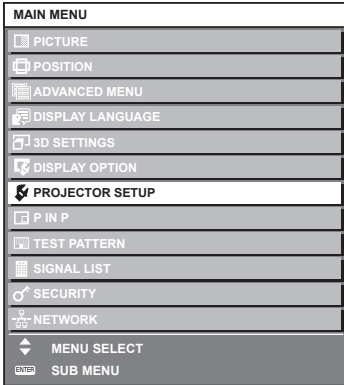 MAIN MENU
PICTURE
POSITION
ADVANCED MENU
DISPLAY LANGUAGE
3D SETTINGS
DISPLAY OPTION
PROJECTOR SETUP
P IN P
TEST PATTERN
SIGNAL LIST
SECURITY
NETWORK
MENU SELECT
ENTER SUB MENU